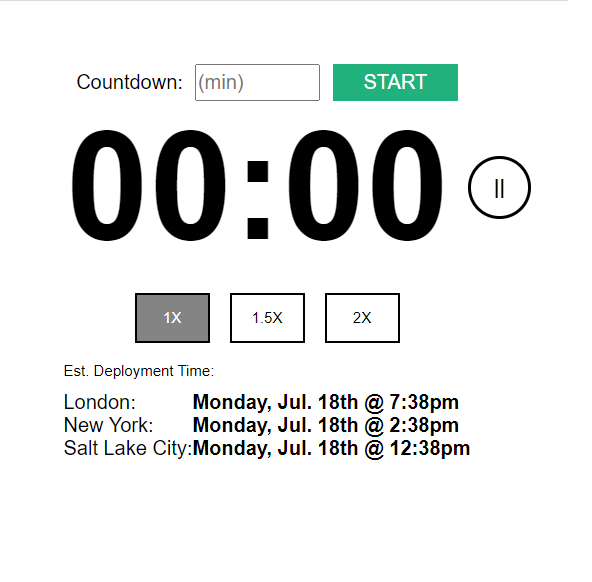 Countdown: (min) START
00:00 ||
1X 1.5X 2X
Est. Deployment Time:
London: Monday, Jul. 18th @ 7:38pm
New York: Monday, Jul. 18th @ 2:38pm
Salt Lake City: Monday, Jul. 18th @ 12:38pm